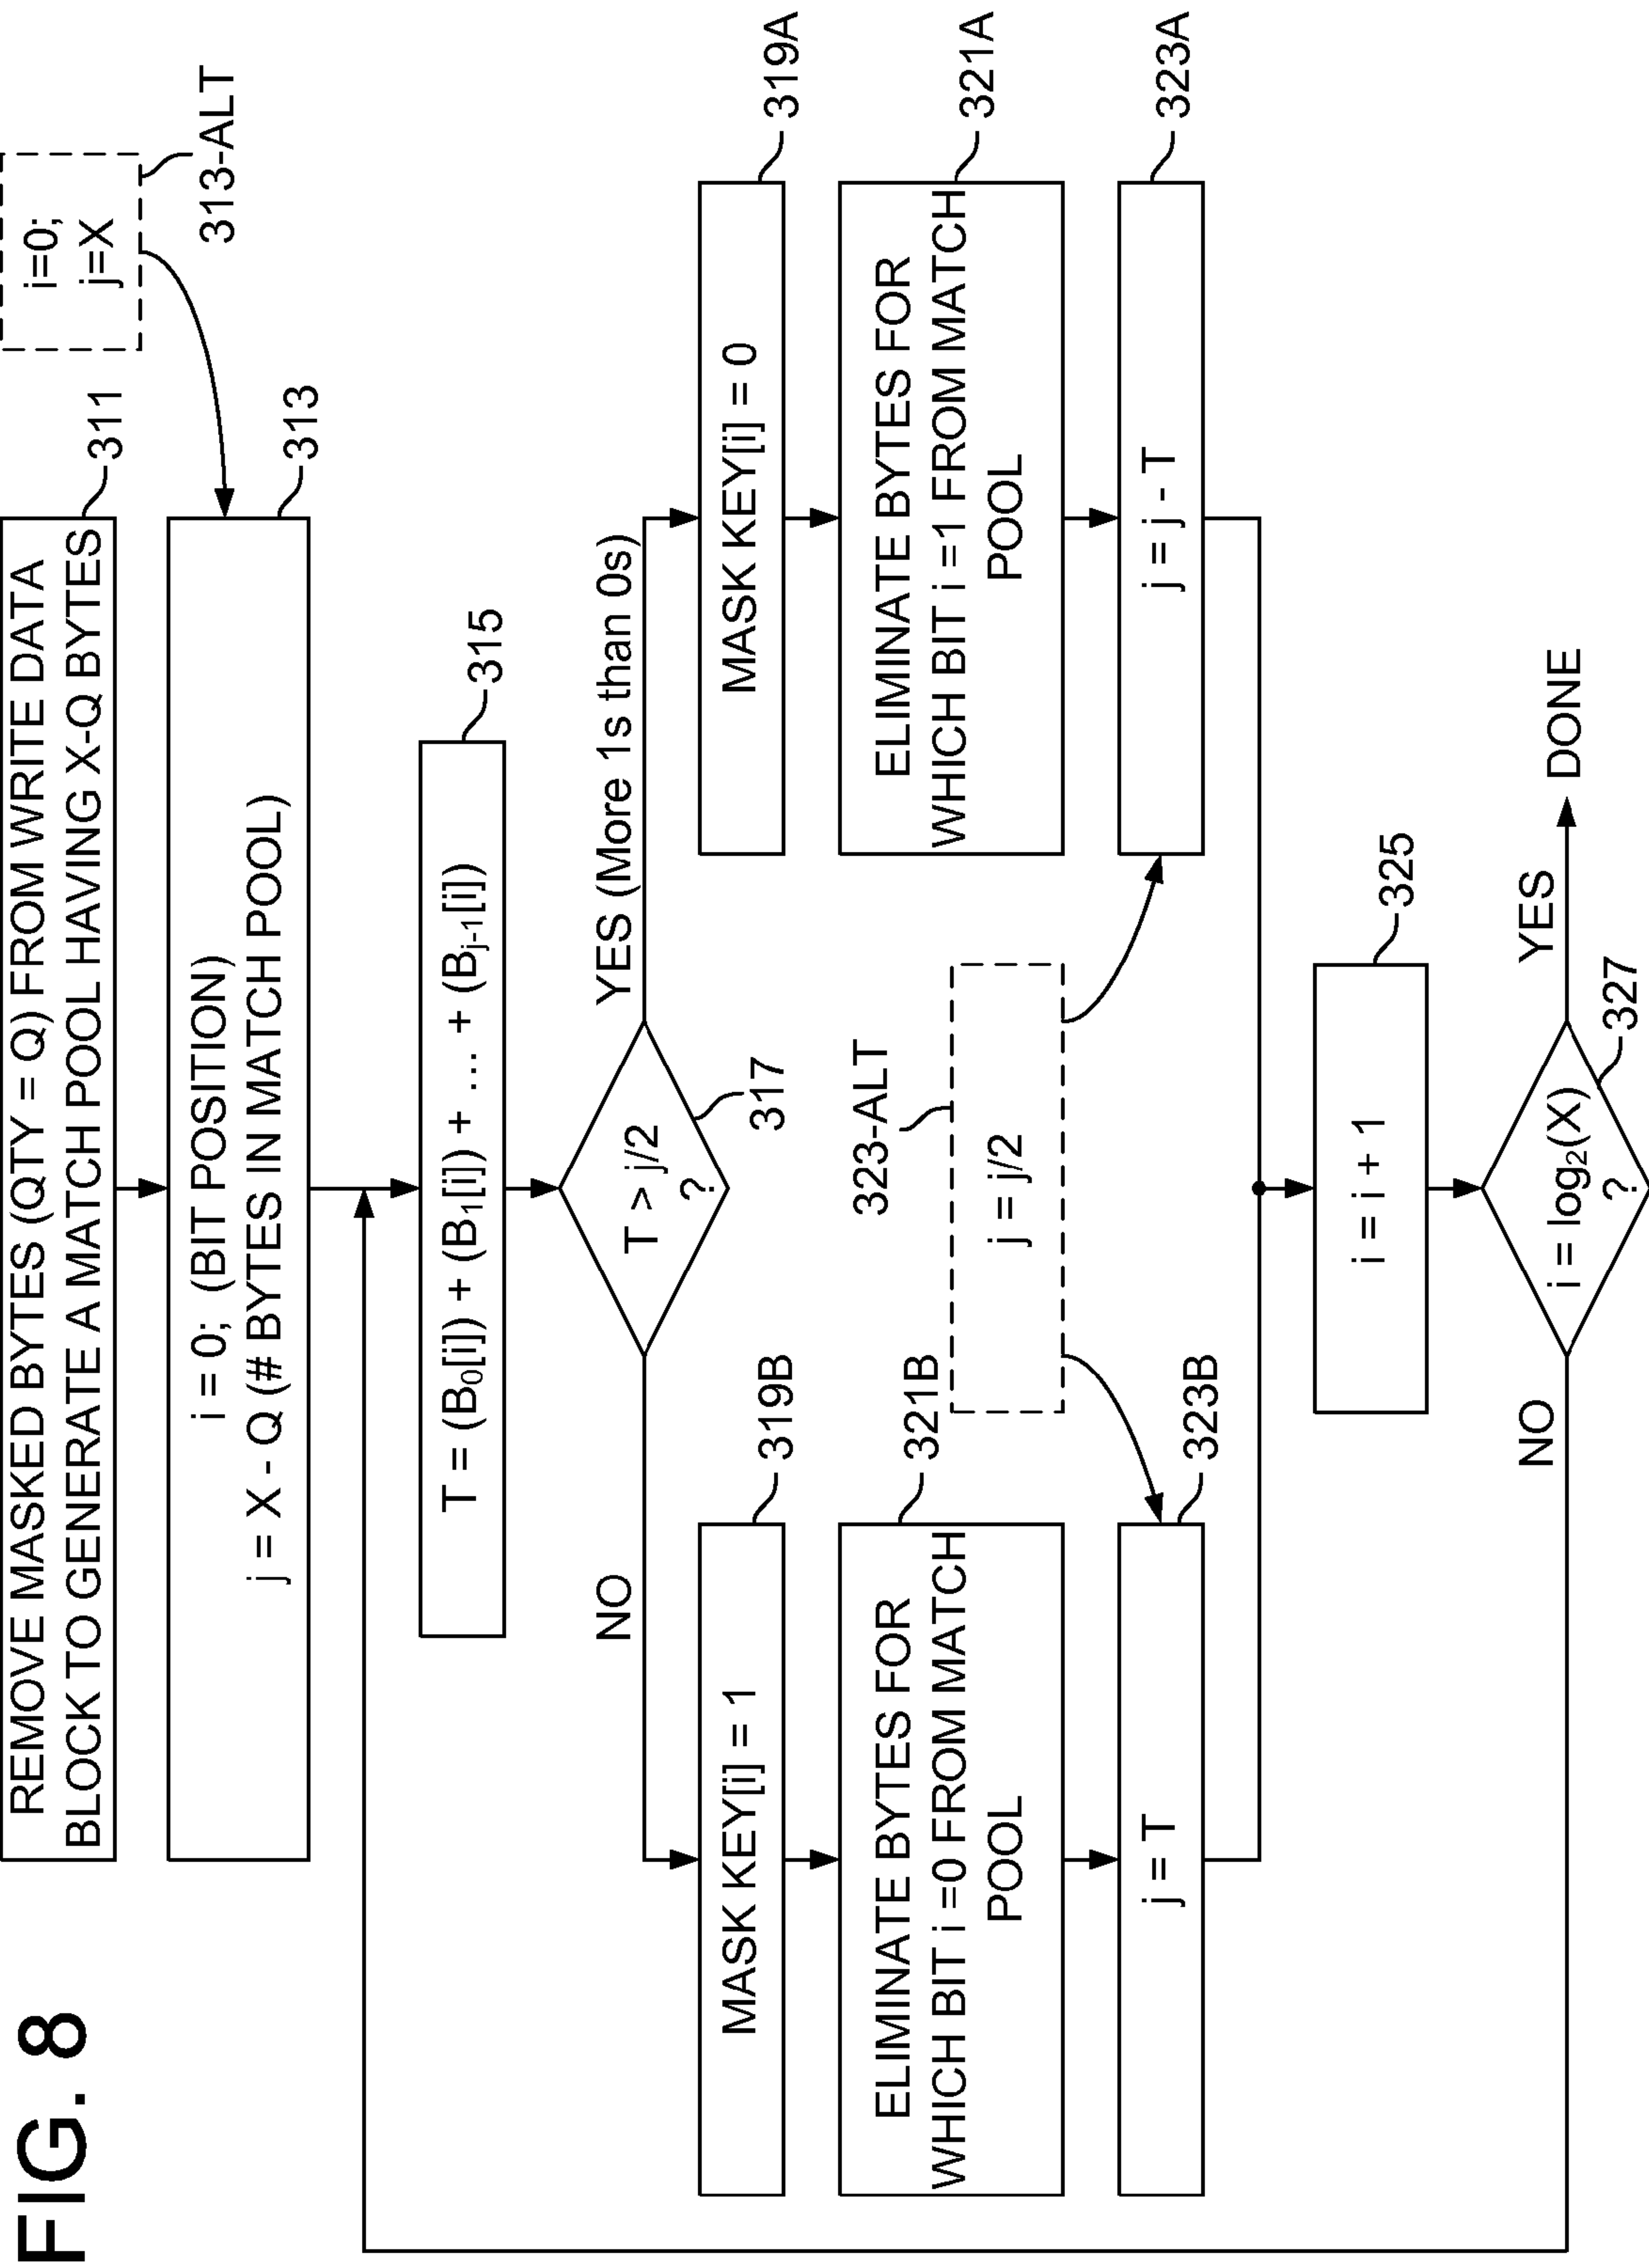 FIG. 8
REMOVE MASKED BYTES (QTY = Q) FROM WRITE DATA
BLOCK TO GENERATE A MATCH POOL HAVING X-Q BYTES
311
i=0;
j=X
313-ALT
i = 0; (BIT POSITION)
j = X - Q (# BYTES IN MATCH POOL)
313
T = (B₀[i]) + (B₁[i]) + ... + (Bⱼ₋₁[i])
315
T > j/2
?
317
NO
YES (More 1s than 0s)
MASK KEY[i] = 1
319B
MASK KEY[i] = 0
319A
ELIMINATE BYTES FOR
WHICH BIT i =0 FROM MATCH
POOL
321B
ELIMINATE BYTES FOR
WHICH BIT i =1 FROM MATCH
POOL
321A
323-ALT
j = j/2
j = T
323B
j = j - T
323A
i = i + 1
325
i = log₂(X)
?
327
NO
YES
DONE